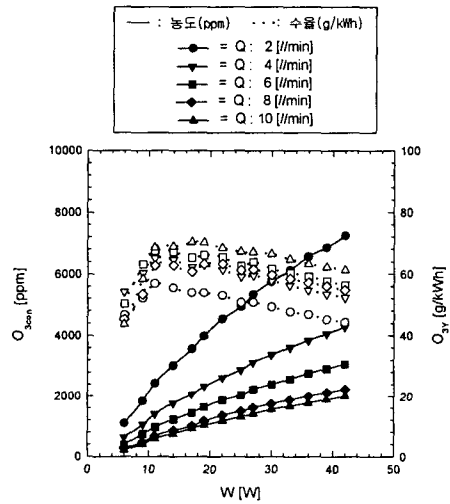 ——— : 농도(ppm) ··· : 수율(g/kWh)
= Q : 2 [l/min]
= Q : 4 [l/min]
= Q : 6 [l/min]
= Q : 8 [l/min]
= Q : 10 [l/min]
10000
8000
6000
4000
2000
0
O3con [ppm]
100
80
60
40
20
0
O3Y [g/kWh]
0 10 20 30 40 50
W [W]